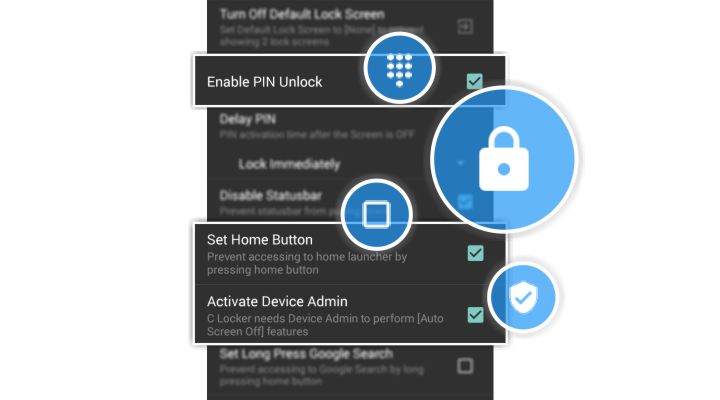 Turn Off Default Lock Screen
Set Default Lock Screen to [None] to
showing 2 lock screens
Enable PIN Unlock
Delay PIN
PIN activation time after the Screen is OFF
Lock Immediately
Disable Statusbar
Prevent statusbar from
Set Home Button
Prevent accessing to home launcher by
pressing home button
Activate Device Admin
C Locker needs Device Admin to perform [Auto
Screen Off] features
Set Long Press Google Search
Prevent accessing to Google Search by long
pressing home button